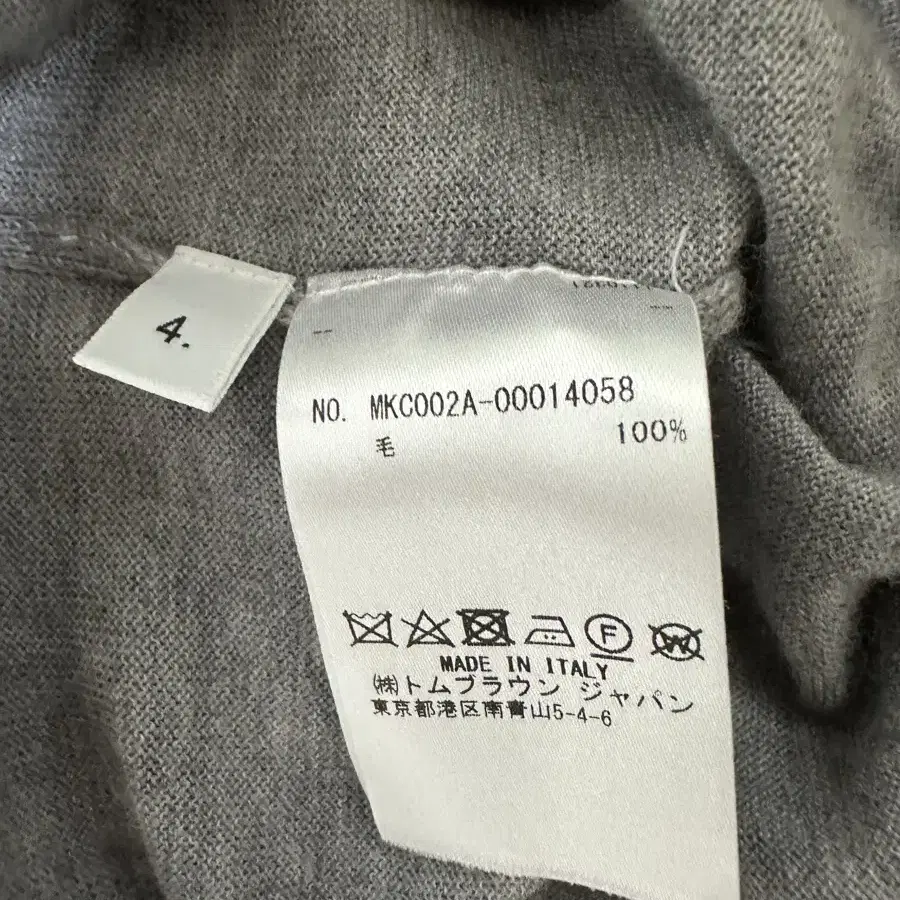 4.
NO. MKC002A-00014058
毛 100%
F W
MADE IN ITALY
㈱トムブラウン ジャパン
東京都港区南青山5-4-6